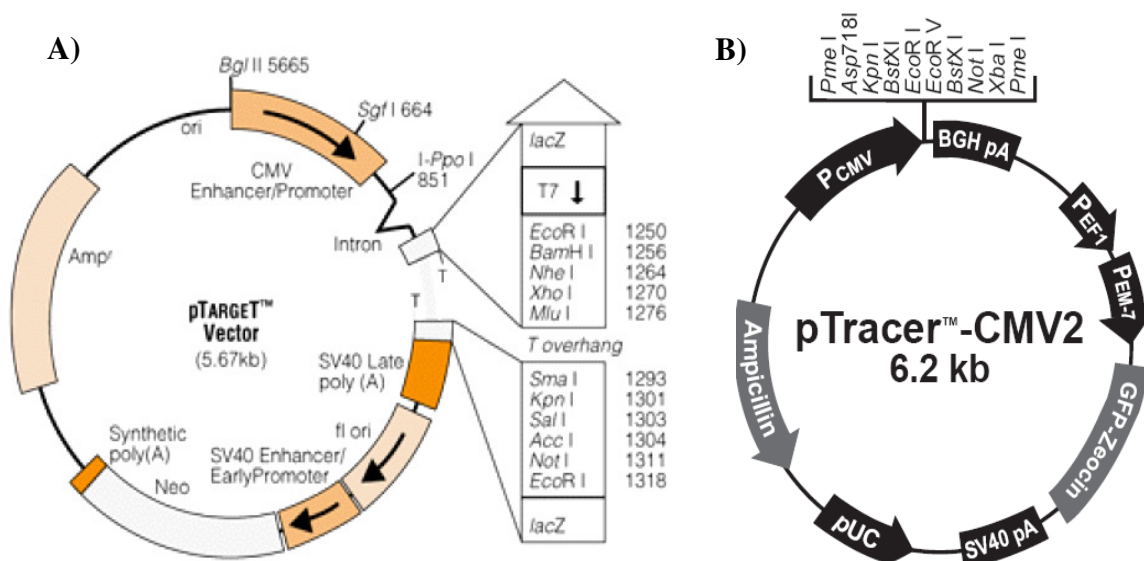 A)
Bgl II 5665
SgfI 664
ori
CMV
Enhancer/Promoter
I-Ppo I
851
Intron
T
T
Ampʳ
pTARGET™
Vector
(5.67kb)
SV40 Late
poly (A)
fI ori
SV40 Enhancer/
EarlyPromoter
Synthetic
poly(A)
Neo
lacZ
T7
EcoR I 1250
BamH I 1256
Nhe I 1264
Xho I 1270
Mlu I 1276
T overhang
Sma I 1293
Kpn I 1301
Sal I 1303
Acc I 1304
Not I 1311
EcoR I 1318
lacZ
B)
Pme I
Asp718I
Kpn I
BstXI
EcoR I
EcoR V
BstX I
Not I
Xba I
Pme I
PCMV
BGH pA
PEF1
PEM-7
GFP-Zeocin
SV40 pA
pUC
Ampicillin
pTracer™-CMV2
6.2 kb